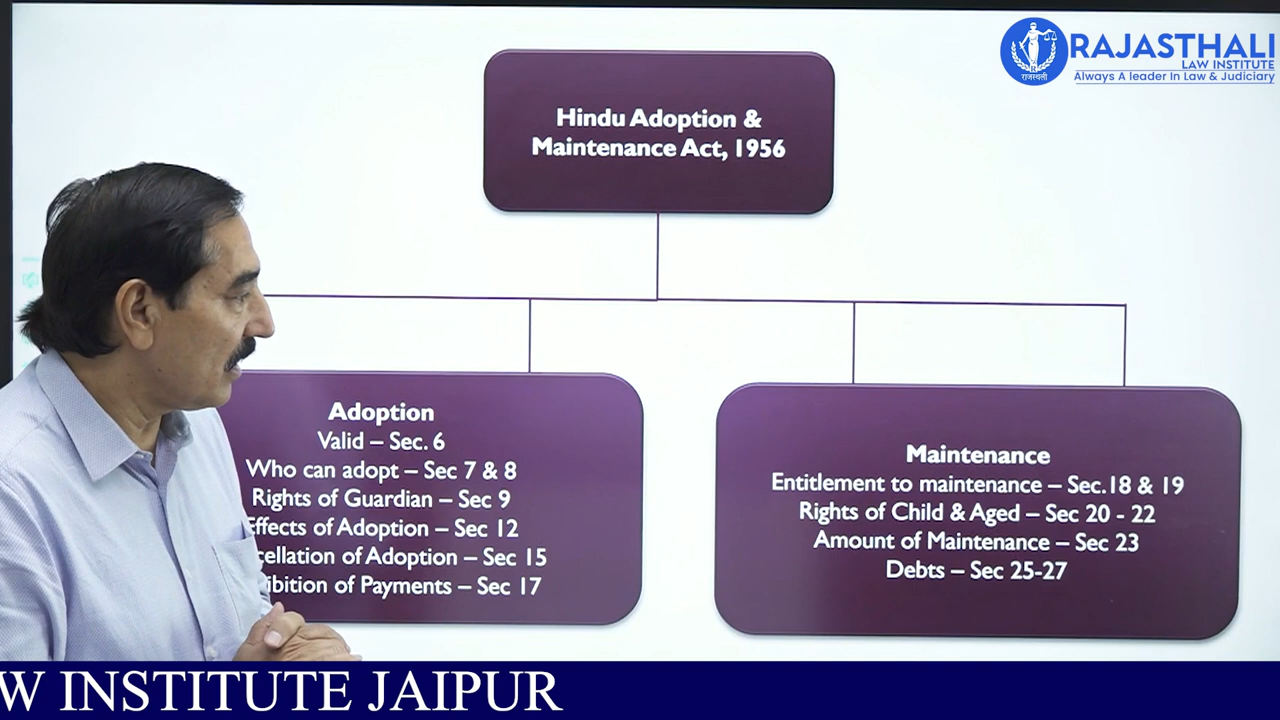 RAJASTHALI
LAW INSTITUTE
Always A leader In Law & Judiciary
राजस्थली
Hindu Adoption &
Maintenance Act, 1956
Adoption
Valid – Sec. 6
Who can adopt – Sec 7 & 8
Rights of Guardian – Sec 9
Effects of Adoption – Sec 12
cellation of Adoption – Sec 15
ibition of Payments – Sec 17
Maintenance
Entitlement to maintenance – Sec.18 & 19
Rights of Child & Aged – Sec 20 - 22
Amount of Maintenance – Sec 23
Debts – Sec 25-27
W INSTITUTE JAIPUR